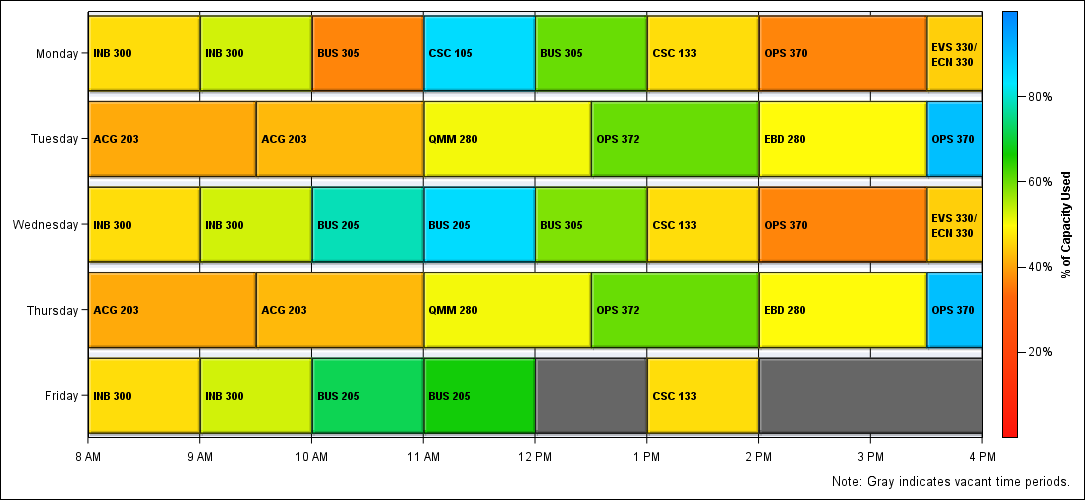 Monday
INB 300
INB 300
BUS 305
CSC 105
BUS 305
CSC 133
OPS 370
EVS 330/
ECN 330
Tuesday
ACG 203
ACG 203
QMM 280
OPS 372
EBD 280
OPS 370
Wednesday
INB 300
INB 300
BUS 205
BUS 205
BUS 305
CSC 133
OPS 370
EVS 330/
ECN 330
Thursday
ACG 203
ACG 203
QMM 280
OPS 372
EBD 280
OPS 370
Friday
INB 300
INB 300
BUS 205
BUS 205
CSC 133
8 AM
9 AM
10 AM
11 AM
12 PM
1 PM
2 PM
3 PM
4 PM
80%
60%
40%
20%
% of Capacity Used
Note: Gray indicates vacant time periods.